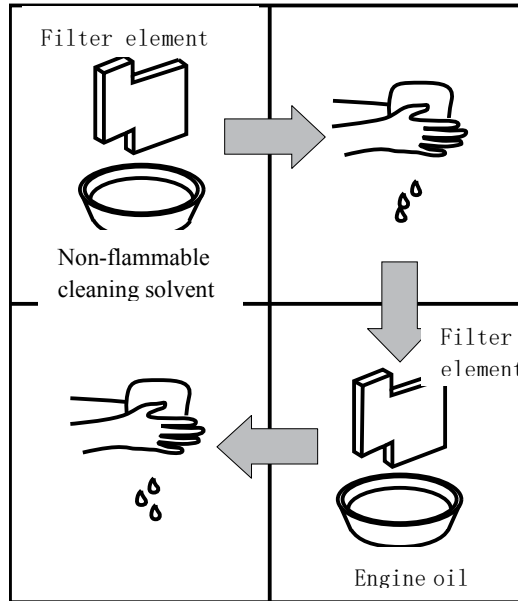 Filter element
Non-flammable
cleaning solvent
Filter
element
Engine oil